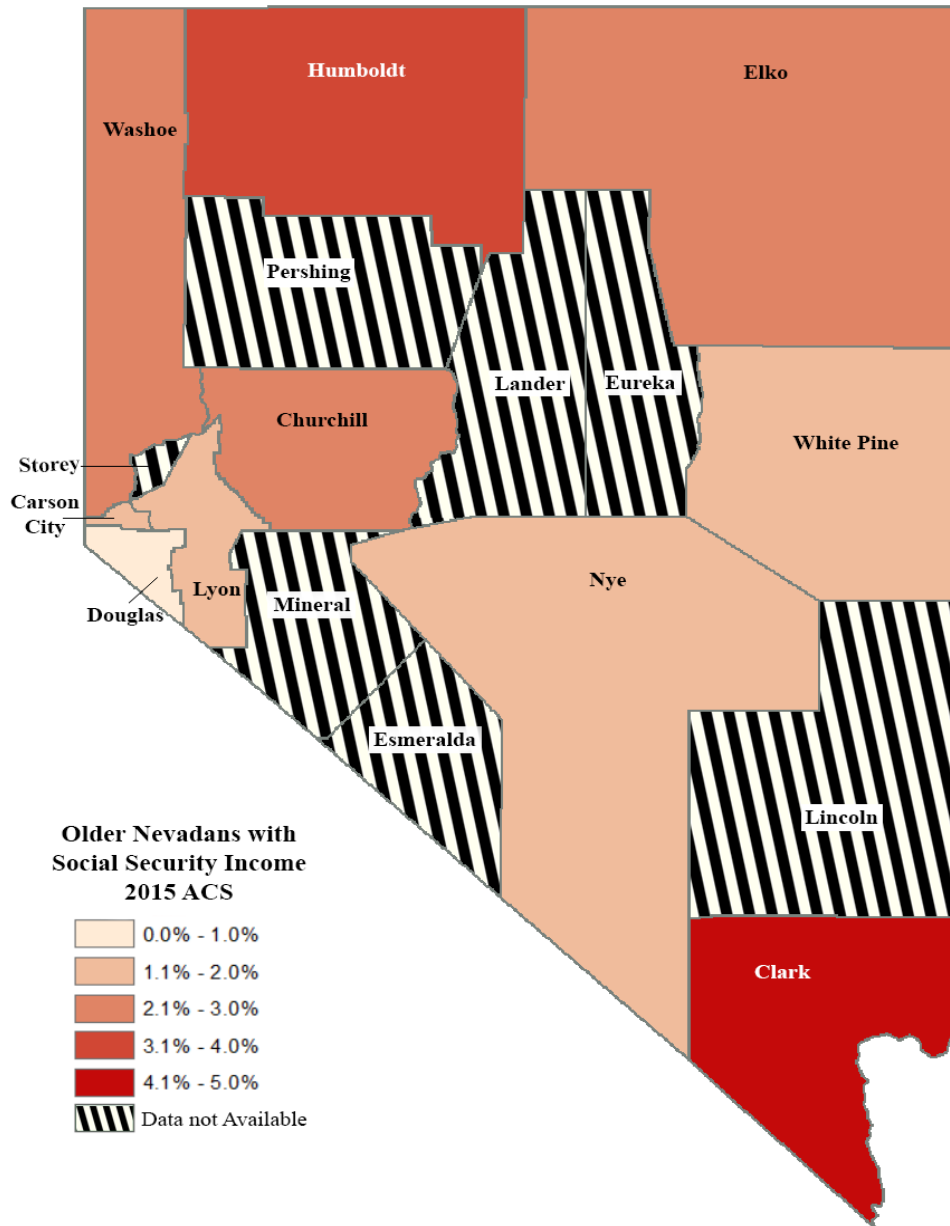 Humboldt
Elko
Washoe
Pershing
Lander
Eureka
Churchill
White Pine
Storey
Carson
City
Nye
Lyon
Mineral
Douglas
Esmeralda
Lincoln
Older Nevadans with
Social Security Income
2015 ACS
0.0% - 1.0%
1.1% - 2.0%
2.1% - 3.0%
3.1% - 4.0%
4.1% - 5.0%
Data not Available
Clark